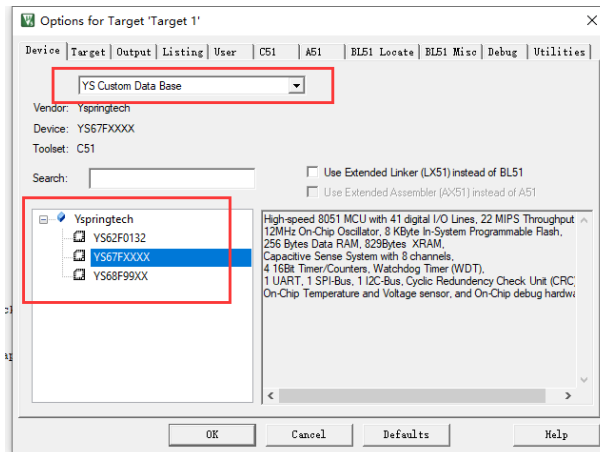 Options for Target 'Target 1'
Device Target Output Listing User C51 A51 BL51 Locate BL51 Misc Debug Utilities
YS Custom Data Base
Vendor: Yspringtech
Device: YS67FXXXX
Toolset: C51
Search:
Use Extended Linker (LX51) instead of BL51
Use Extended Assembler (AX51) instead of A51
Yspringtech
YS62F0132
YS67FXXXX
YS68F99XX
High-speed 8051 MCU with 41 digital I/O Lines, 22 MIPS Throughput
12MHz On-Chip Oscillator, 8 KByte In-System Programmable Flash,
256 Bytes Data RAM, 829Bytes XRAM,
Capacitive Sense System with 8 channels,
4 16Bit Timer/Counters, Watchdog Timer (WDT),
1 UART, 1 SPI-Bus, 1 I2C-Bus, Cyclic Redundancy Check Unit (CRC
On-Chip Temperature and Voltage sensor, and On-Chip debug hardwa
OK Cancel Defaults Help